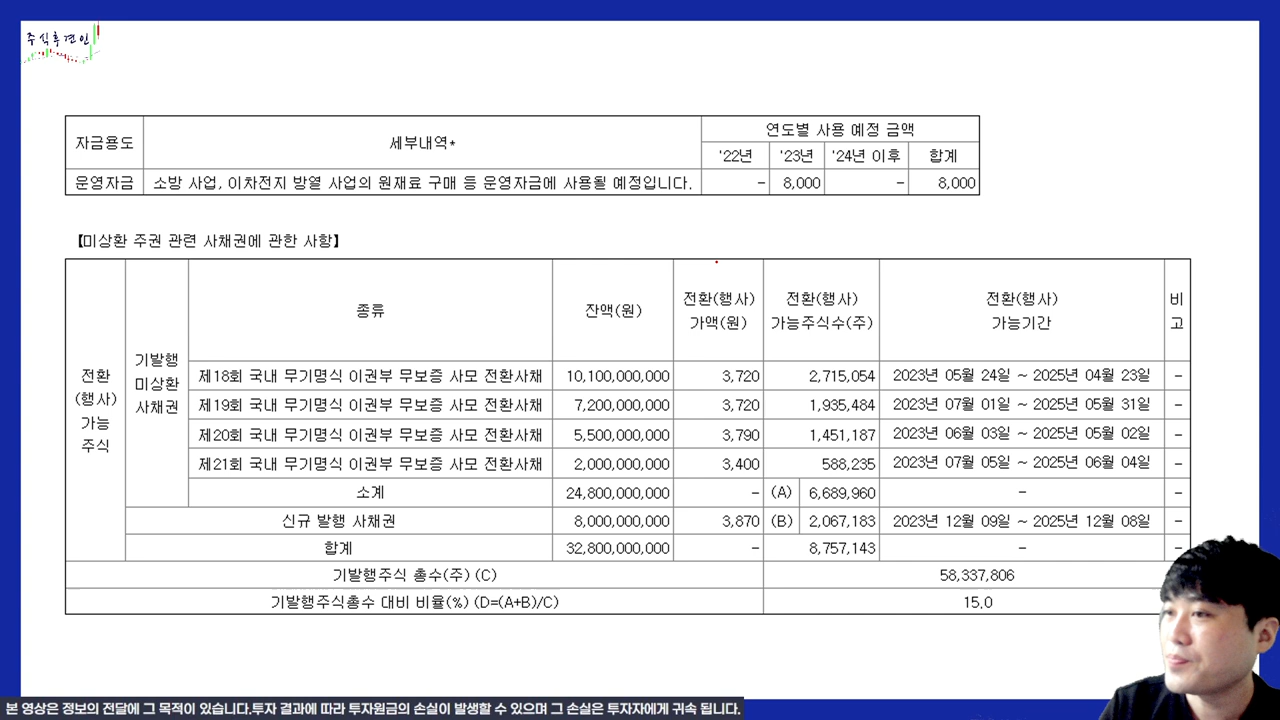 주식후견인
자금용도 세부내역* 연도별 사용 예정 금액
'22년 '23년 '24년 이후 합계
운영자금 소방 사업, 이차전지 방열 사업의 원재료 구매 등 운영자금에 사용될 예정입니다. - 8,000 - 8,000
【미상환 주권 관련 사채권에 관한 사항】
전환
(행사)
가능
주식
기발행
미상환
사채권
종류 잔액(원) 전환(행사)
가액(원)
전환(행사)
가능주식수(주)
전환(행사)
가능기간
비
고
제18회 국내 무기명식 이권부 무보증 사모 전환사채 10,100,000,000 3,720 2,715,054 2023년 05월 24일 ~ 2025년 04월 23일 -
제19회 국내 무기명식 이권부 무보증 사모 전환사채 7,200,000,000 3,720 1,935,484 2023년 07월 01일 ~ 2025년 05월 31일 -
제20회 국내 무기명식 이권부 무보증 사모 전환사채 5,500,000,000 3,790 1,451,187 2023년 06월 03일 ~ 2025년 05월 02일 -
제21회 국내 무기명식 이권부 무보증 사모 전환사채 2,000,000,000 3,400 588,235 2023년 07월 05일 ~ 2025년 06월 04일 -
소계 24,800,000,000 - (A) 6,689,960 - -
신규 발행 사채권 8,000,000,000 3,870 (B) 2,067,183 2023년 12월 09일 ~ 2025년 12월 08일 -
합계 32,800,000,000 - 8,757,143 - -
기발행주식 총수(주) (C) 58,337,806
기발행주식총수 대비 비율(%) (D=(A+B)/C) 15.0
본 영상은 정보의 전달에 그 목적이 있습니다.투자 결과에 따라 투자원금의 손실이 발생할 수 있으며 그 손실은 투자자에게 귀속 됩니다.